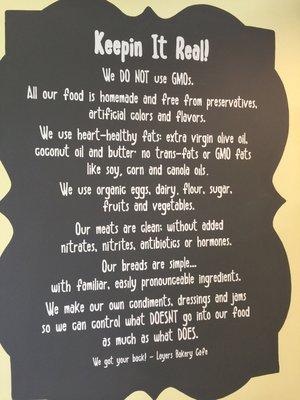 Keepin It Real!
We DO NOT use GMOs.
All our food is homemade and free from preservatives,
artificial colors and flavors.
We use heart-healthy fats: extra virgin olive oil,
coconut oil and butter- no trans-fats or GMO fats
like soy, corn and canola oils.
We use organic eggs, dairy, flour, sugar,
fruits and vegetables.
Our meats are clean: without added
nitrates, nitrites, antibiotics or hormones.
Our breads are simple...
with familiar, easily pronounceable ingredients.
We make our own condiments, dressings and jams
so we can control what DOESNT go into our food
as much as what DOES.
We got your back! - Layers Bakery Cafe